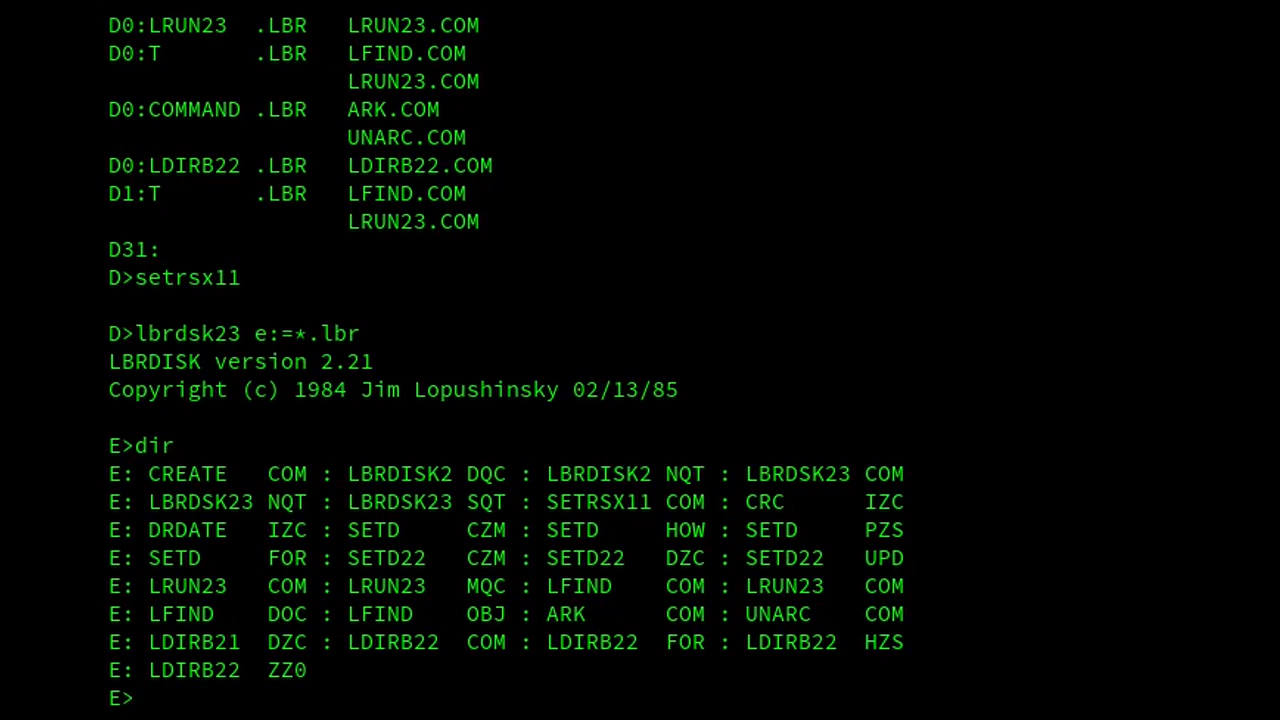 D0:LRUN23  .LBR   LRUN23.COM
D0:T       .LBR   LFIND.COM
                  LRUN23.COM
D0:COMMAND .LBR   ARK.COM
                  UNARC.COM
D0:LDIRB22 .LBR   LDIRB22.COM
D1:T       .LBR   LFIND.COM
                  LRUN23.COM
D31:
D>setrsx11

D>lbrdsk23 e:=*.lbr
LBRDISK version 2.21
Copyright (c) 1984 Jim Lopushinsky 02/13/85

E>dir
E: CREATE   COM : LBRDISK2 DQC : LBRDISK2 NQT : LBRDSK23 COM
E: LBRDSK23 NQT : LBRDSK23 SQT : SETRSX11 COM : CRC      IZC
E: DRDATE   IZC : SETD     CZM : SETD     HOW : SETD     PZS
E: SETD     FOR : SETD22   CZM : SETD22   DZC : SETD22   UPD
E: LRUN23   COM : LRUN23   MQC : LFIND    COM : LRUN23   COM
E: LFIND    DOC : LFIND    OBJ : ARK      COM : UNARC    COM
E: LDIRB21  DZC : LDIRB22  COM : LDIRB22  FOR : LDIRB22  HZS
E: LDIRB22  ZZ0
E>